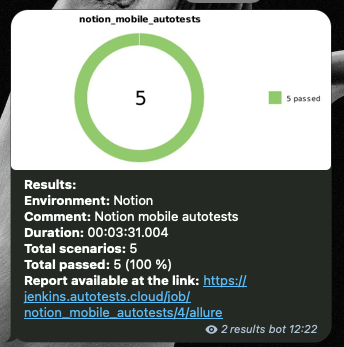 notion_mobile_autotests
5
5 passed
Results:
Environment: Notion
Comment: Notion mobile autotests
Duration: 00:03:31.004
Total scenarios: 5
Total passed: 5 (100 %)
Report available at the link: https://
jenkins.autotests.cloud/job/
notion_mobile_autotests/4/allure
2 results bot 12:22